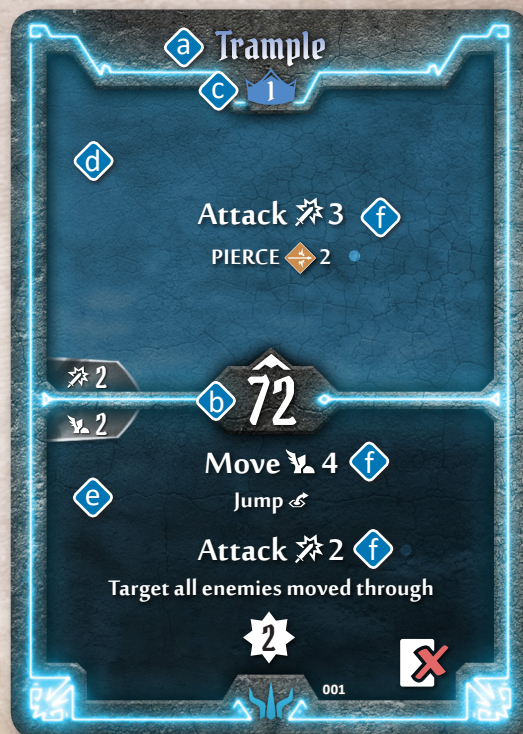 a Trample
c 1
d
Attack 3 f
PIERCE 2
2
b 72
2
Move 4 f
e
Jump
Attack 2 f
Target all enemies moved through
2
001